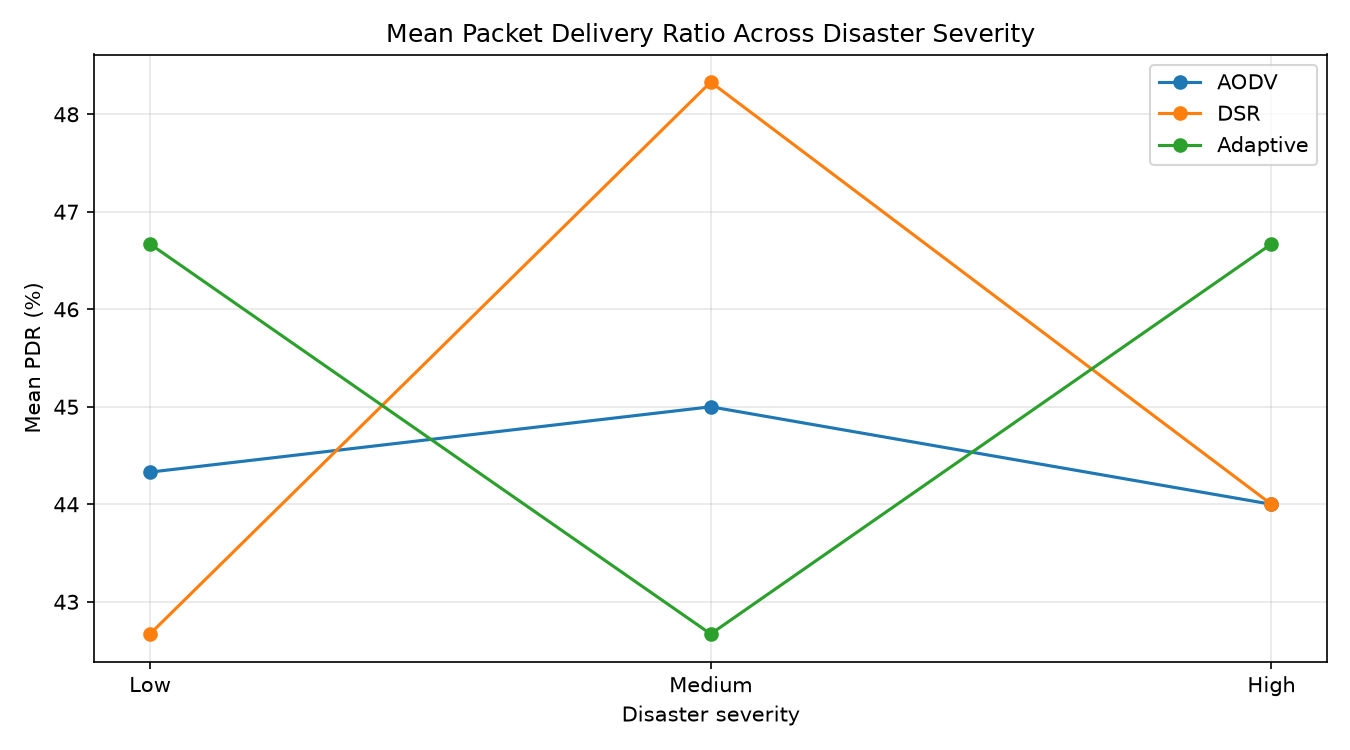 Mean Packet Delivery Ratio Across Disaster Severity
AODV
DSR
Adaptive
Mean PDR (%)
48
47
46
45
44
43
Low
Medium
High
Disaster severity